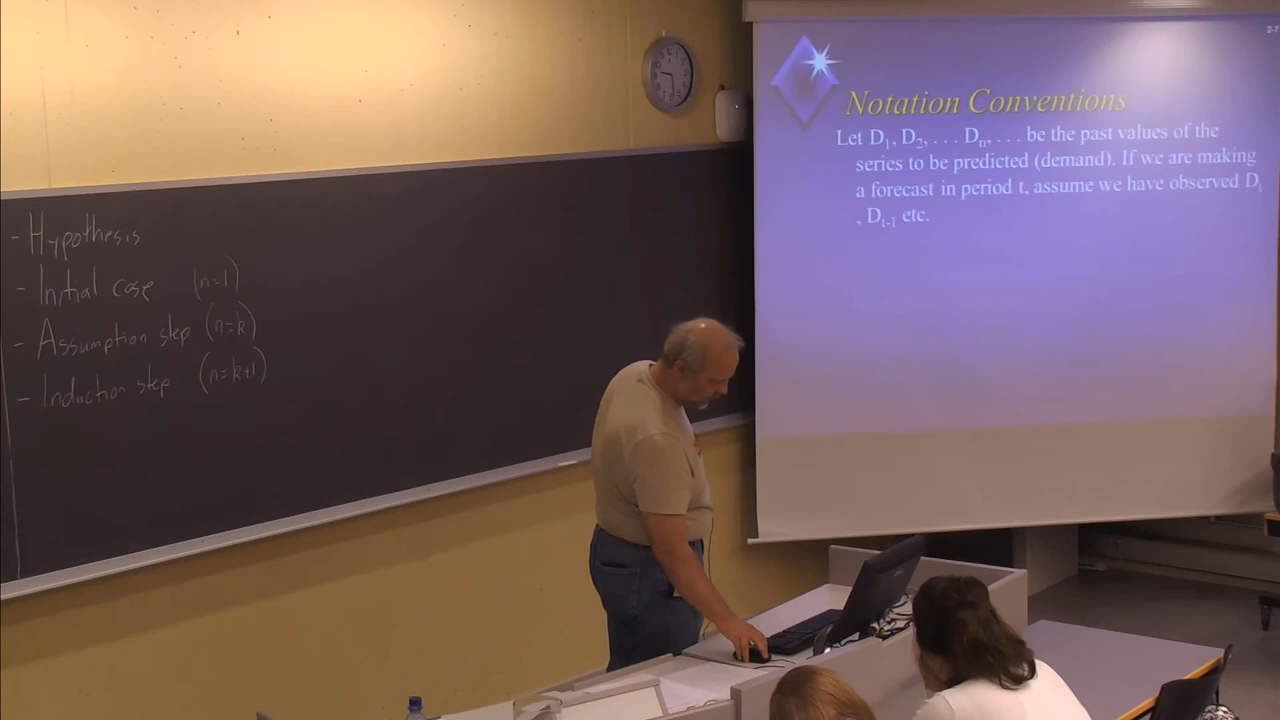 - Hypothesis
- Initial case (n=1)
- Assumption step (n=k)
- Induction step (n=k+1)
Notation Conventions
Let D1, D2, . . . Dn, . . . be the past values of the
series to be predicted (demand). If we are making
a forecast in period t, assume we have observed Dt
, Dt-1 etc.